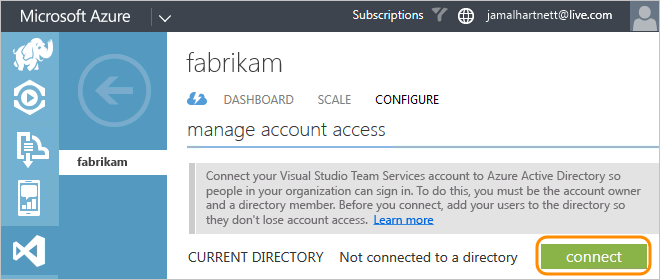 Microsoft Azure
Subscriptions
jamalhartnett@live.com
fabrikam
DASHBOARD SCALE CONFIGURE
fabrikam
manage account access
Connect your Visual Studio Team Services account to Azure Active Directory so
people in your organization can sign in. To do this, you must be the account owner
and a directory member. Before you connect, add your users to the directory so
they don't lose account access. Learn more
CURRENT DIRECTORY Not connected to a directory connect